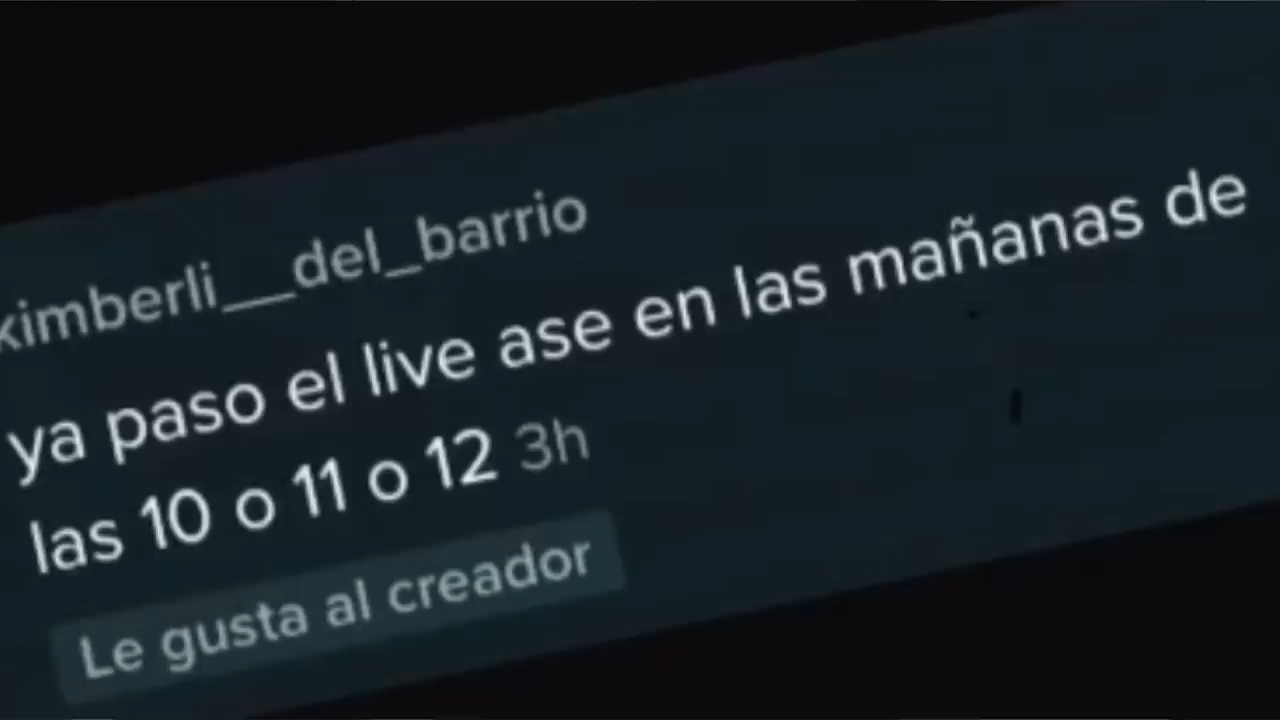 kimberli__del_barrio
ya paso el live ase en las mañanas de
las 10 o 11 o 12 3h
Le gusta al creador